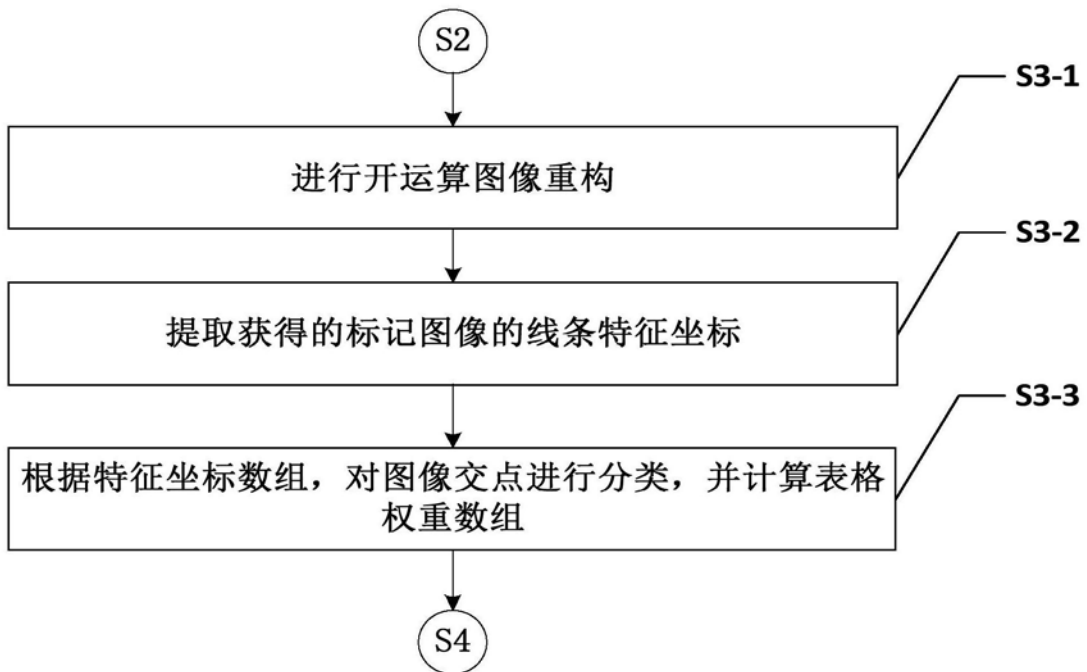 S2
S3-1
进行开运算图像重构
S3-2
提取获得的标记图像的线条特征坐标
S3-3
根据特征坐标数组，对图像交点进行分类，并计算表格
权重数组
S4